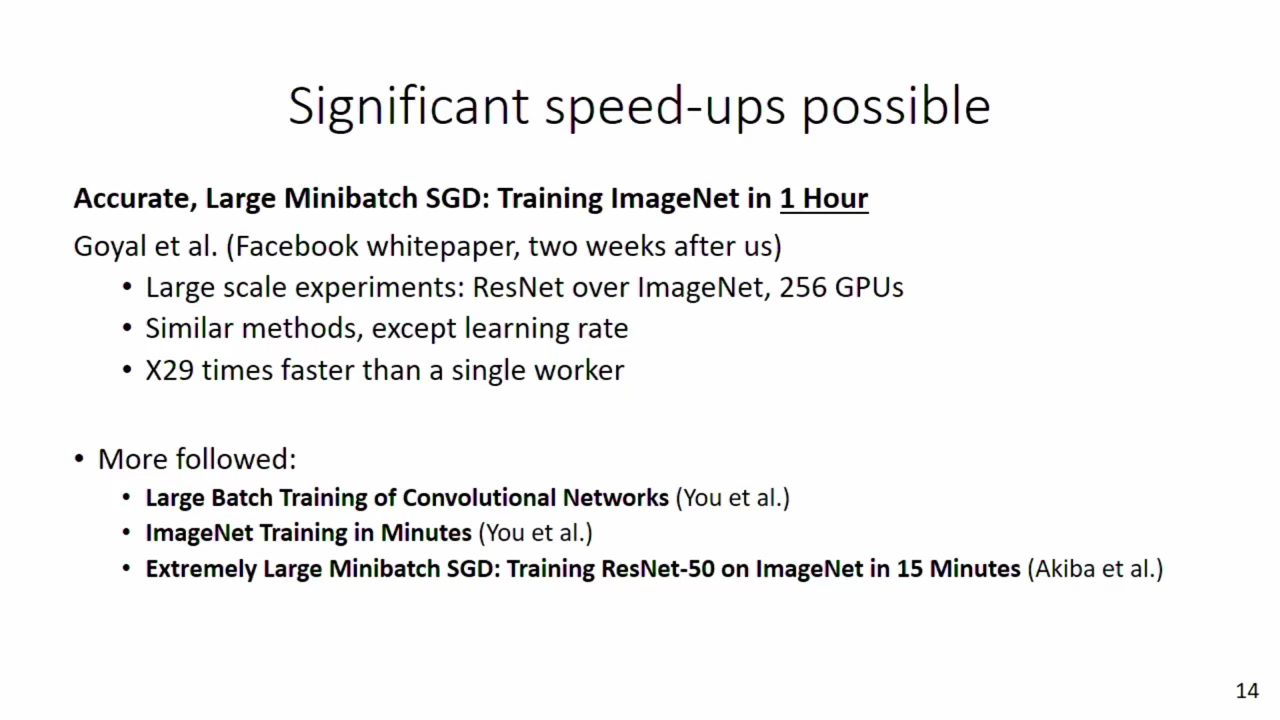 Significant speed-ups possible
Accurate, Large Minibatch SGD: Training ImageNet in 1 Hour
Goyal et al. (Facebook whitepaper, two weeks after us)
• Large scale experiments: ResNet over ImageNet, 256 GPUs
• Similar methods, except learning rate
• X29 times faster than a single worker
• More followed:
• Large Batch Training of Convolutional Networks (You et al.)
• ImageNet Training in Minutes (You et al.)
• Extremely Large Minibatch SGD: Training ResNet-50 on ImageNet in 15 Minutes (Akiba et al.)
14